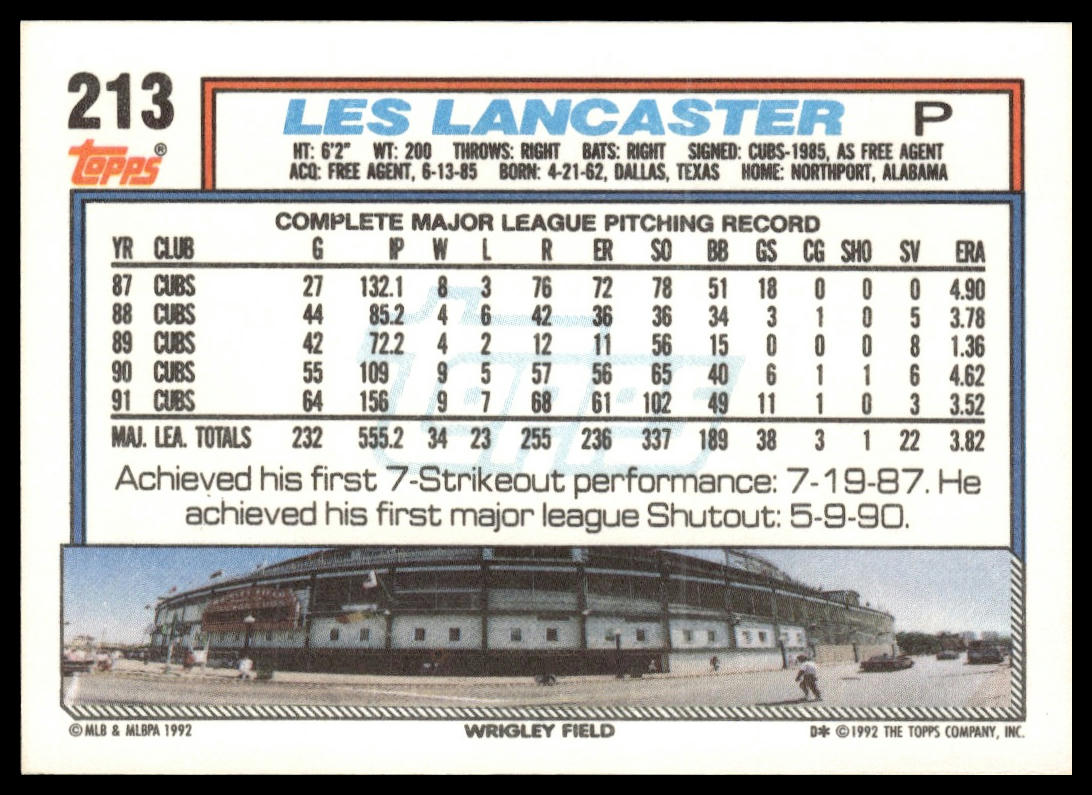 213
LES LANCASTER P
topps®
HT: 6'2" WT: 200 THROWS: RIGHT BATS: RIGHT SIGNED: CUBS-1985, AS FREE AGENT
ACQ: FREE AGENT, 6-13-85 BORN: 4-21-62, DALLAS, TEXAS HOME: NORTHPORT, ALABAMA
COMPLETE MAJOR LEAGUE PITCHING RECORD
YR CLUB G IP W L R ER SO BB GS CG SHO SV ERA
87 CUBS 27 132.1 8 3 76 72 78 51 18 0 0 0 4.90
88 CUBS 44 85.2 4 6 42 36 36 34 3 1 0 5 3.78
89 CUBS 42 72.2 4 2 12 11 56 15 0 0 0 8 1.36
90 CUBS 55 109 9 5 57 56 65 40 6 1 1 6 4.62
91 CUBS 64 156 9 7 68 61 102 49 11 1 0 3 3.52
MAJ. LEA. TOTALS 232 555.2 34 23 255 236 337 189 38 3 1 22 3.82
topps
Achieved his first 7-Strikeout performance: 7-19-87. He
achieved his first major league Shutout: 5-9-90.
© MLB & MLBPA 1992 WRIGLEY FIELD D* © 1992 THE TOPPS COMPANY, INC.